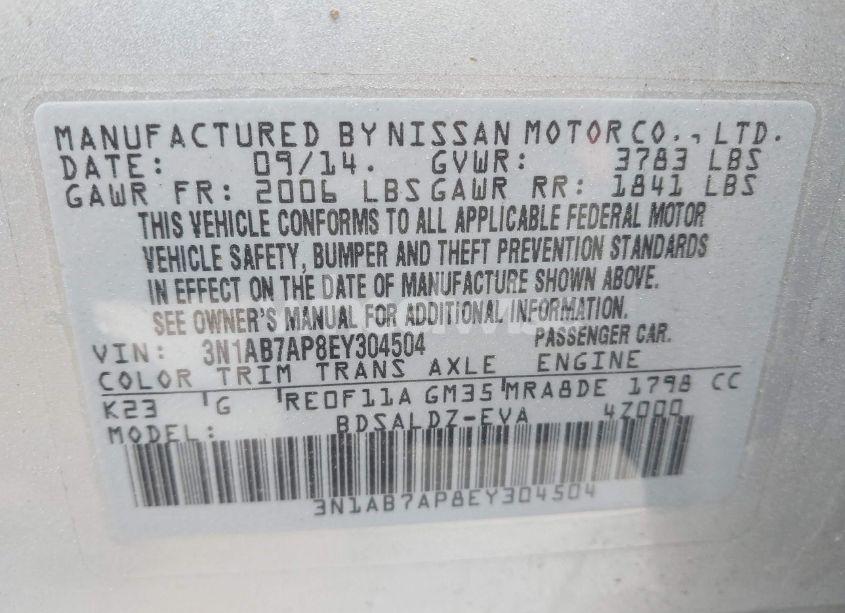 MANUFACTURED BY NISSAN MOTOR CO., LTD.
DATE: 09/14. GVWR: 3783 LBS
GAWR FR: 2006 LBS GAWR RR: 1841 LBS
THIS VEHICLE CONFORMS TO ALL APPLICABLE FEDERAL MOTOR
VEHICLE SAFETY, BUMPER AND THEFT PREVENTION STANDARDS
IN EFFECT ON THE DATE OF MANUFACTURE SHOWN ABOVE.
SEE OWNER'S MANUAL FOR ADDITIONAL INFORMATION.
PASSENGER CAR.
VIN: 3N1AB7AP8EY304504
COLOR TRIM TRANS AXLE ENGINE
K23 G RE0F11A GM35 MRA8DE 1798 CC
MODEL: BDSALDZ-EVA 4Z000
3N1AB7AP8EY304504